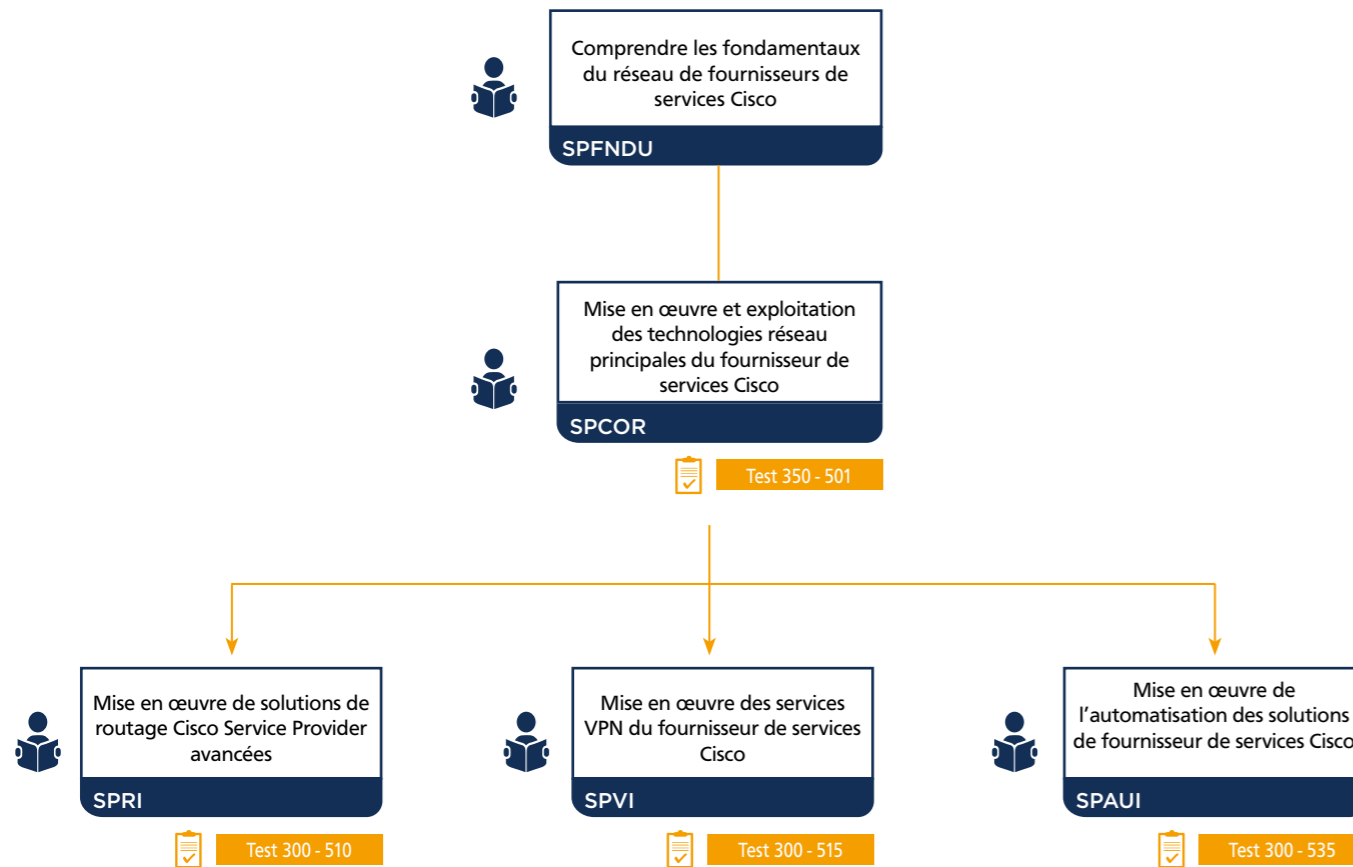 Comprendre les fondamentaux
du réseau de fournisseurs de
services Cisco
SPFNDU
Mise en œuvre et exploitation
des technologies réseau
principales du fournisseur de
services Cisco
SPCOR
Test 350 - 501
Mise en œuvre de solutions de
routage Cisco Service Provider
avancées
SPRI
Test 300 - 510
Mise en œuvre des services
VPN du fournisseur de services
Cisco
SPVI
Test 300 - 515
Mise en œuvre de
l’automatisation des solutions
de fournisseur de services Cisco
SPAUI
Test 300 - 535